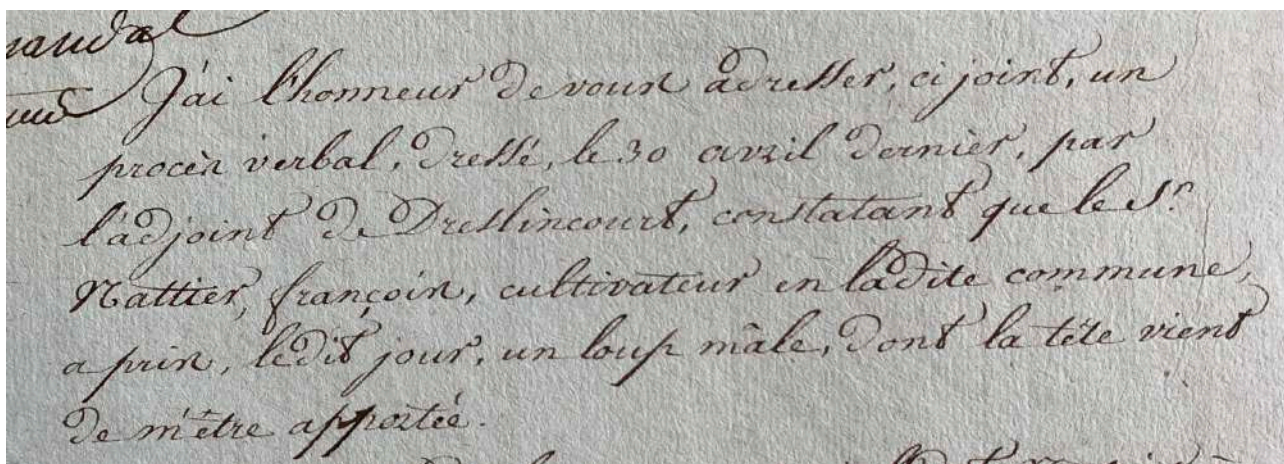 J'ai l'honneur de vous adresser, ci joint, un
procès verbal, dressé, le 30 avril dernier, par
l'adjoint de Dreslincourt, constatant que le Sr.
Nattier, françois, cultivateur en ladite commune,
a pris, ledit jour, un loup mâle, dont la tête vient
de m'être apportée.